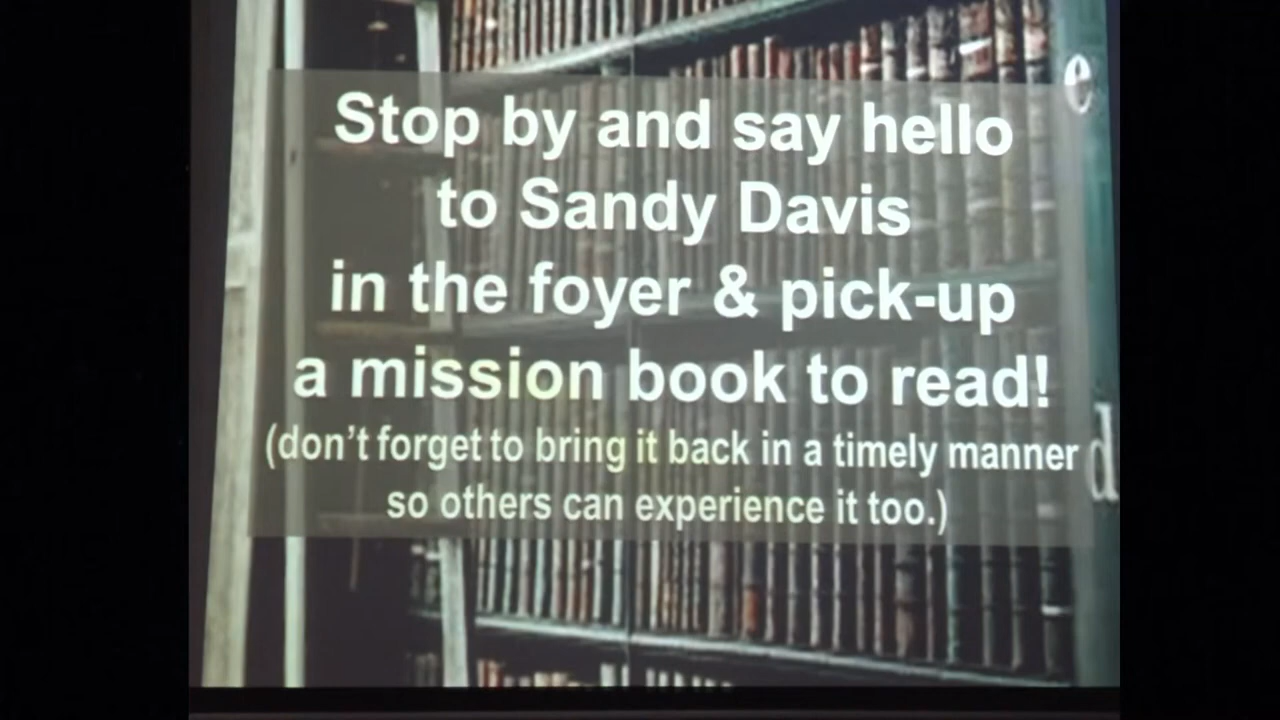 Stop by and say hello
to Sandy Davis
in the foyer & pick-up
a mission book to read!
(don't forget to bring it back in a timely manner
so others can experience it too.)
e
d